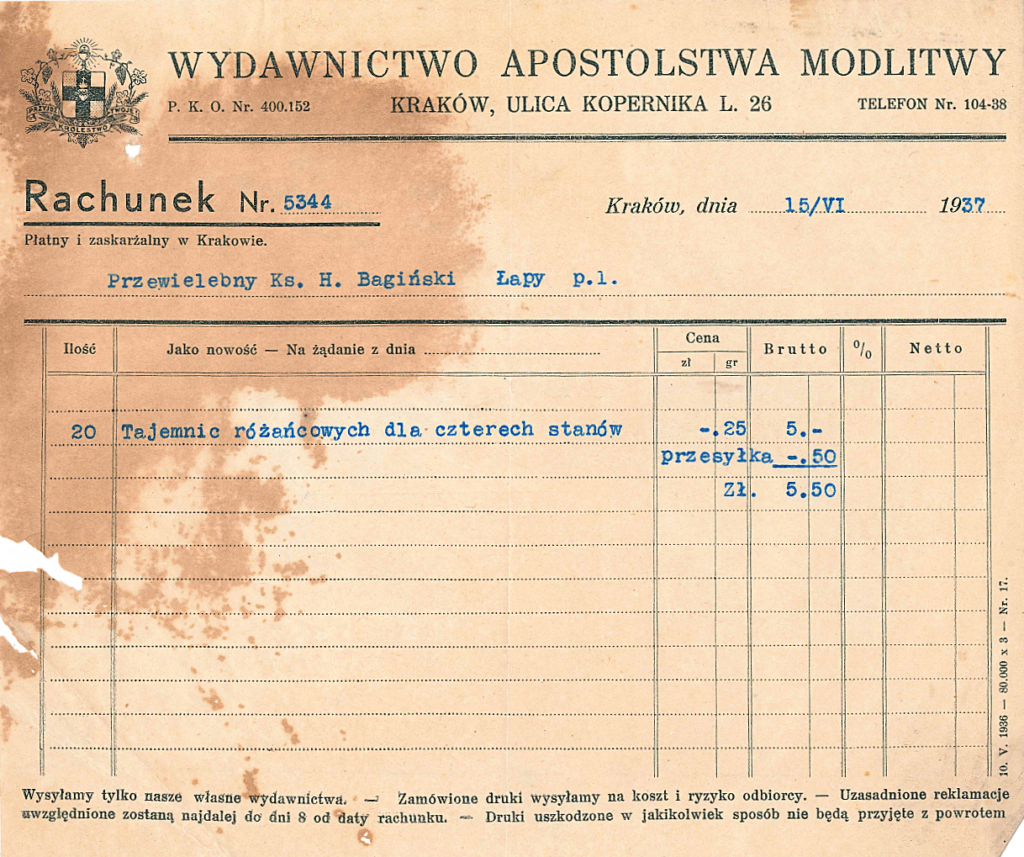 WYDAWNICTWO APOSTOLSTWA MODLITWY
P. K. O. Nr. 400.152 KRAKÓW, ULICA KOPERNIKA L. 26 TELEFON Nr. 104-38
PRZYJDŹ KRÓLESTWO TWOJE
Rachunek Nr. 5344 Kraków, dnia 15/VI 1937
Płatny i zaskarżalny w Krakowie.
Przewielebny Ks. H. Bagiński Łapy p.l.
Ilość Jako nowość — Na żądanie z dnia Cena zł gr Brutto % Netto
20 Tajemnic różańcowych dla czterech stanów -.25 5.-
przesyłka -.50
Zł. 5.50
10. V. 1936 — 80.000 x 3 — Nr. 17.
Wysyłamy tylko nasze własne wydawnictwa. — Zamówione druki wysyłamy na koszt i ryzyko odbiorcy. — Uzasadnione reklamacje
uwzględnione zostaną najdalej do dni 8 od daty rachunku. — Druki uszkodzone w jakikolwiek sposób nie będą przyjęte z powrotem